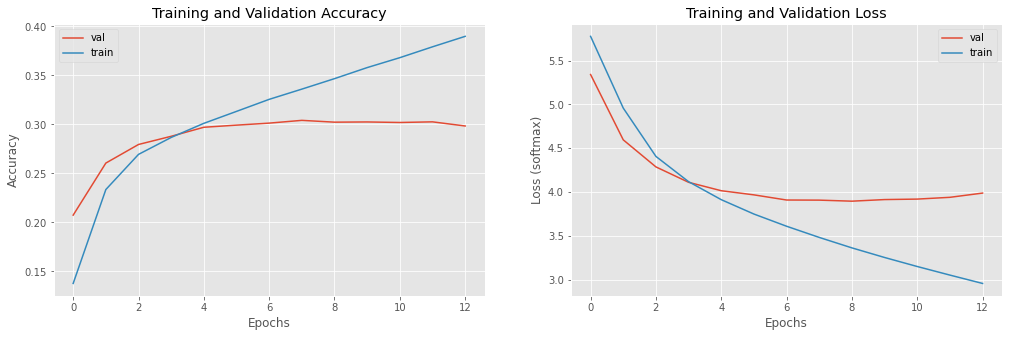 Training and Validation Accuracy
val
train
0.40
0.35
0.30
0.25
0.20
0.15
Accuracy
0 2 4 6 8 10 12
Epochs
Training and Validation Loss
val
train
5.5
5.0
4.5
4.0
3.5
3.0
Loss (softmax)
0 2 4 6 8 10 12
Epochs